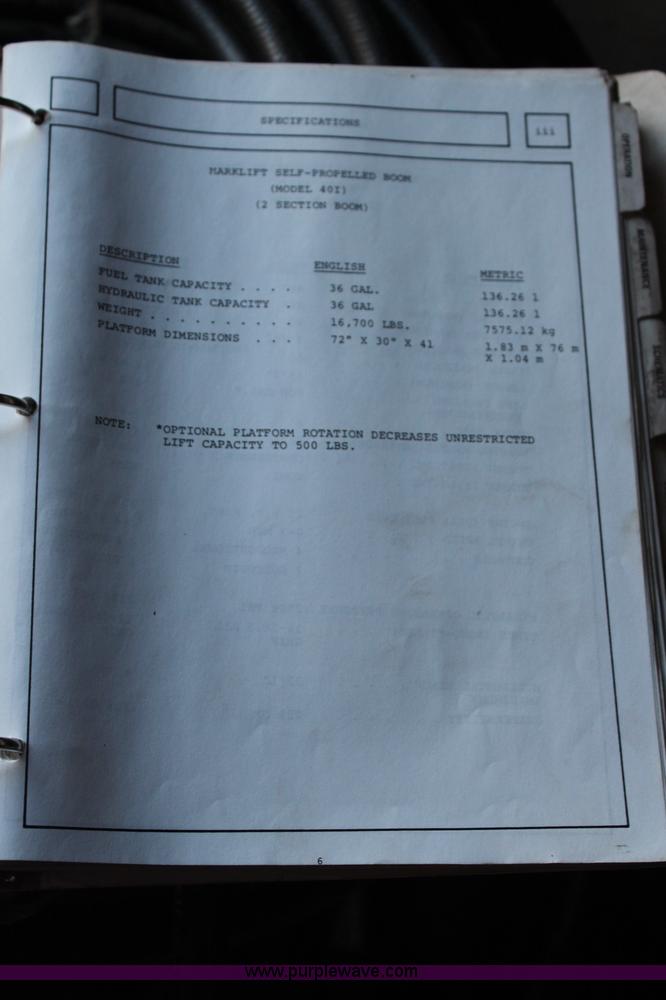 SPECIFICATIONS
iii
MARKLIFT SELF-PROPELLED BOOM
(MODEL 40I)
(2 SECTION BOOM)
DESCRIPTION ENGLISH METRIC
FUEL TANK CAPACITY . . . . 36 GAL. 136.26 l
HYDRAULIC TANK CAPACITY . 36 GAL 136.26 l
WEIGHT . . . . . . . . . . 16,700 LBS. 7575.12 kg
PLATFORM DIMENSIONS . . . 72" X 30" X 41 1.83 m X 76 m
X 1.04 m
NOTE: *OPTIONAL PLATFORM ROTATION DECREASES UNRESTRICTED
LIFT CAPACITY TO 500 LBS.
6
OPERATION
MAINTENANCE
www.purplewave.com